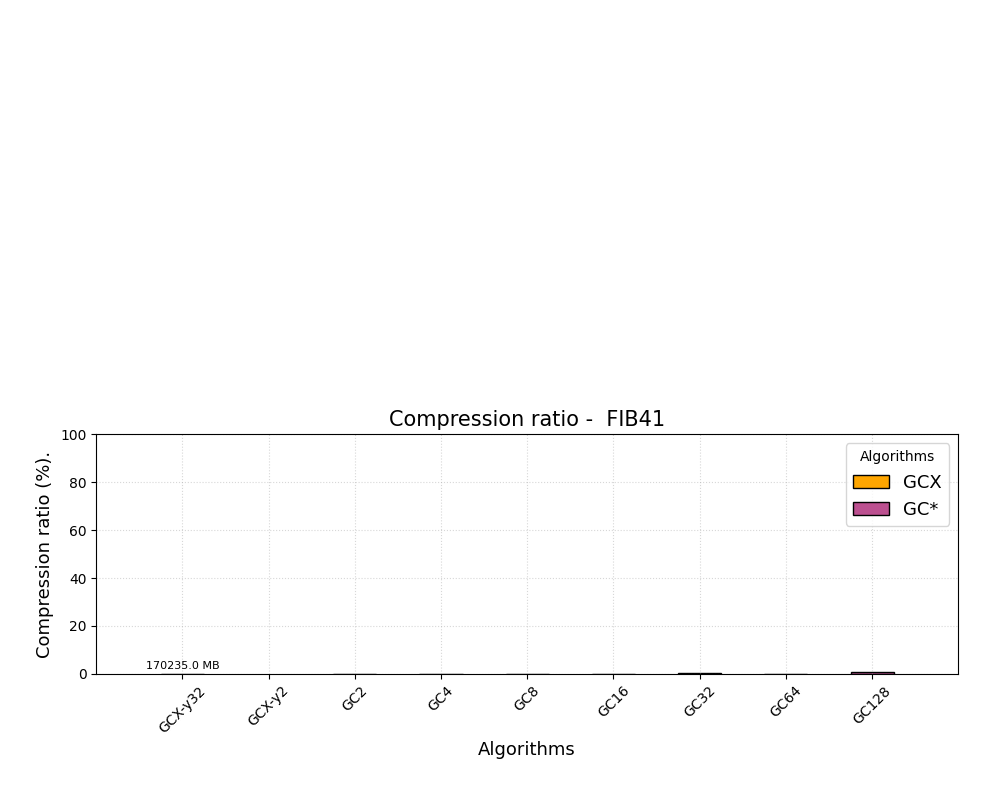 Compression ratio -  FIB41
Compression ratio (%).
100
80
60
40
20
0
Algorithms
GCX
GC*
170235.0 MB
GCX-y32
GCX-y2
GC2
GC4
GC8
GC16
GC32
GC64
GC128
Algorithms